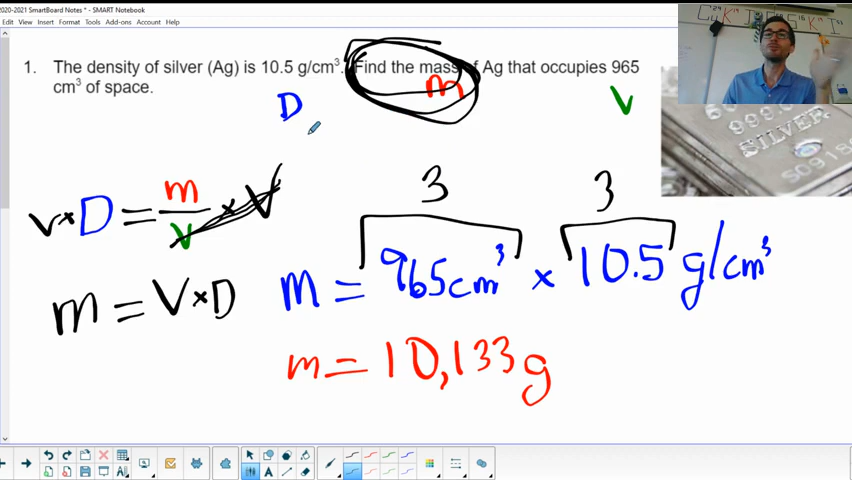 2020-2021 SmartBoard Notes * - SMART Notebook
Edit View Insert Format Tools Add-ons Account Help
1. The density of silver (Ag) is 10.5 g/cm³. Find the mass of Ag that occupies 965
cm³ of space.
D m V
V×D = m/V × V
m = V×D
3 3
m = 965cm³ × 10.5 g/cm³
m = 10,133g
999.
SILVER